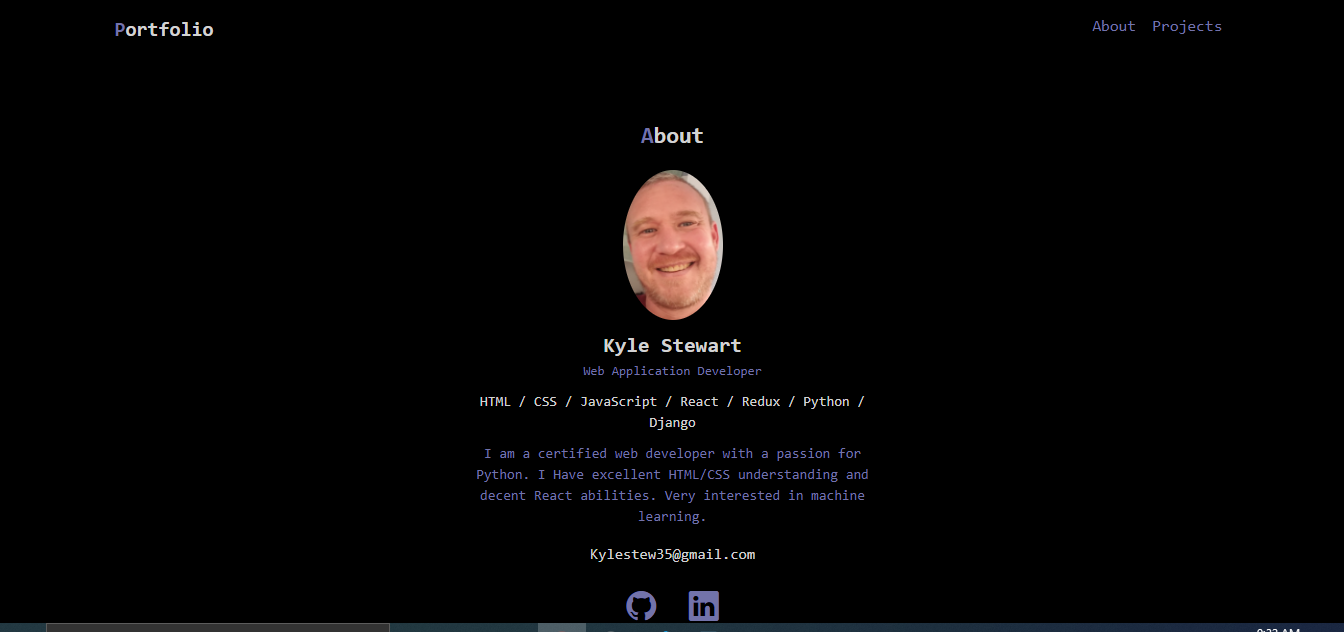 Portfolio
About Projects
About
Kyle Stewart
Web Application Developer
HTML / CSS / JavaScript / React / Redux / Python /
Django
I am a certified web developer with a passion for
Python. I Have excellent HTML/CSS understanding and
decent React abilities. Very interested in machine
learning.
Kylestew35@gmail.com
in